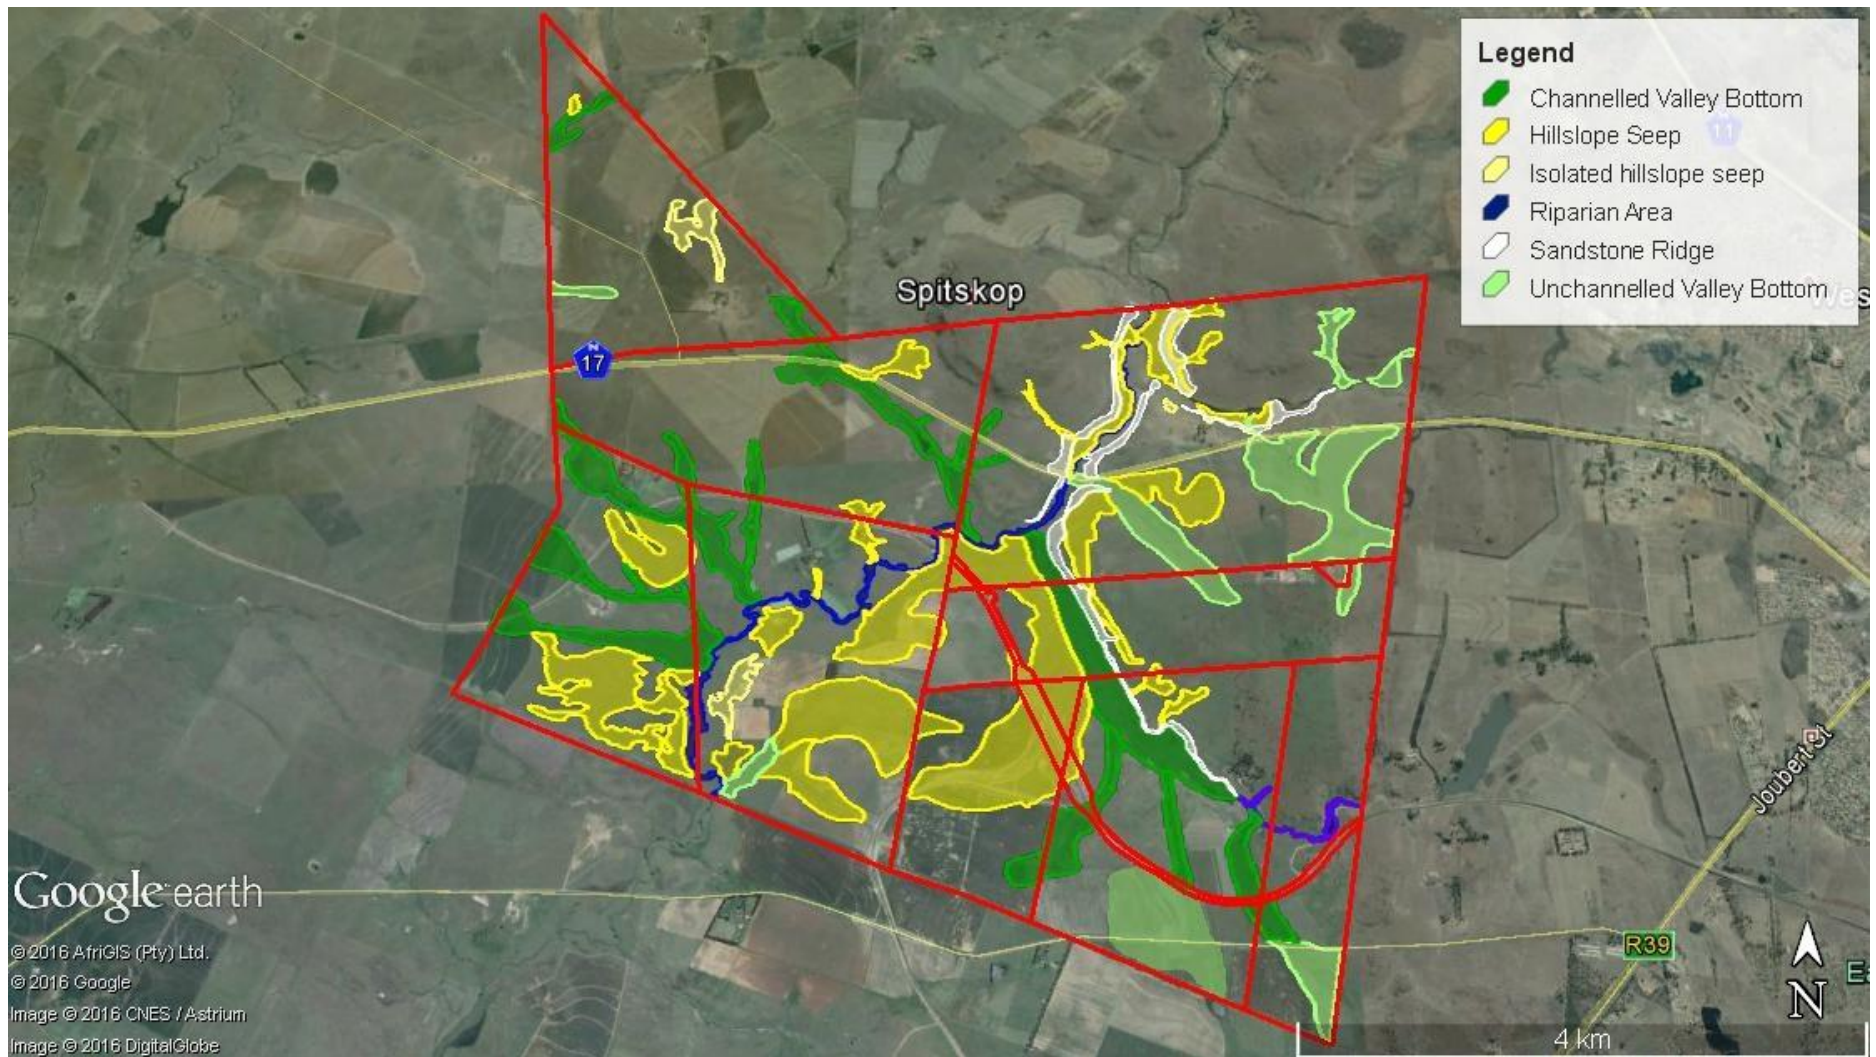 Legend
Channelled Valley Bottom
Hillslope Seep
11
Isolated hillslope seep
Riparian Area
Sandstone Ridge
Unchannelled Valley Bottom
Spitskop
N
17
Joubert St
Google earth
R39
© 2016 AfriGIS (Pty) Ltd.
© 2016 Google
Image © 2016 CNES / Astrium
Image © 2016 DigitalGlobe
N
4 km